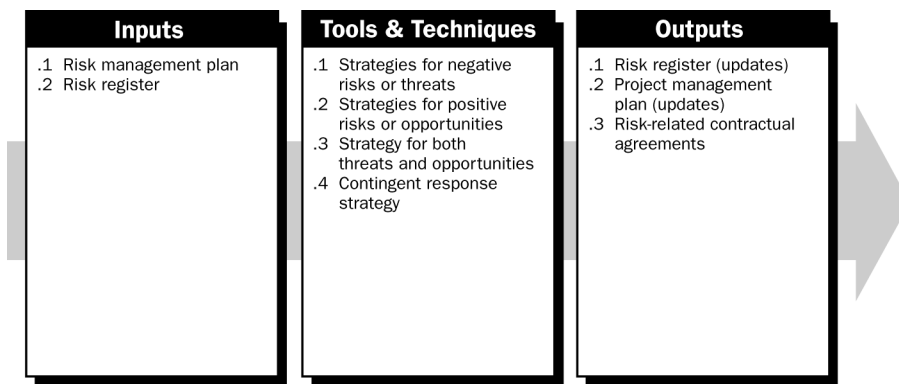 Inputs
.1 Risk management plan
.2 Risk register
Tools & Techniques
.1 Strategies for negative
risks or threats
.2 Strategies for positive
risks or opportunities
.3 Strategy for both
threats and opportunities
.4 Contingent response
strategy
Outputs
.1 Risk register (updates)
.2 Project management
plan (updates)
.3 Risk-related contractual
agreements